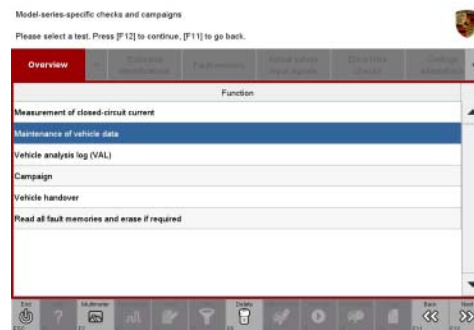 Model-series-specific checks and campaigns
Please select a test. Press [F12] to continue, [F11] to go back.
Overview
Function
Measurement of closed-circuit current
Maintenance of vehicle data
Vehicle analysis log (VAL)
Campaign
Vehicle handover
Read all fault memories and erase if required
Multimeter Delete Back Next
ESC F1 F8